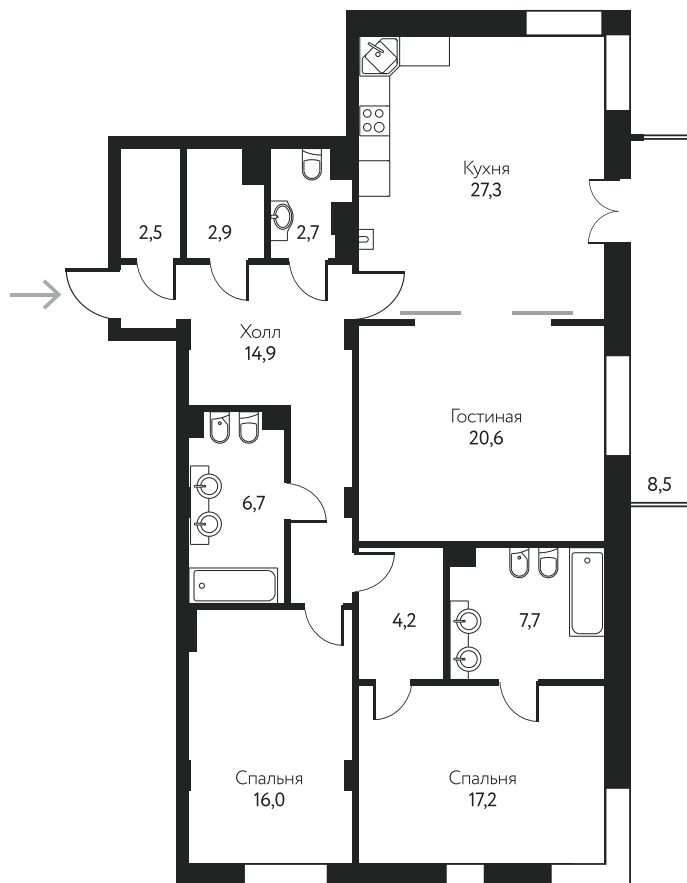 Кухня
27,3
2,5
2,9
2,7
Холл
14,9
Гостиная
20,6
8,5
6,7
4,2
7,7
Спальня
16,0
Спальня
17,2